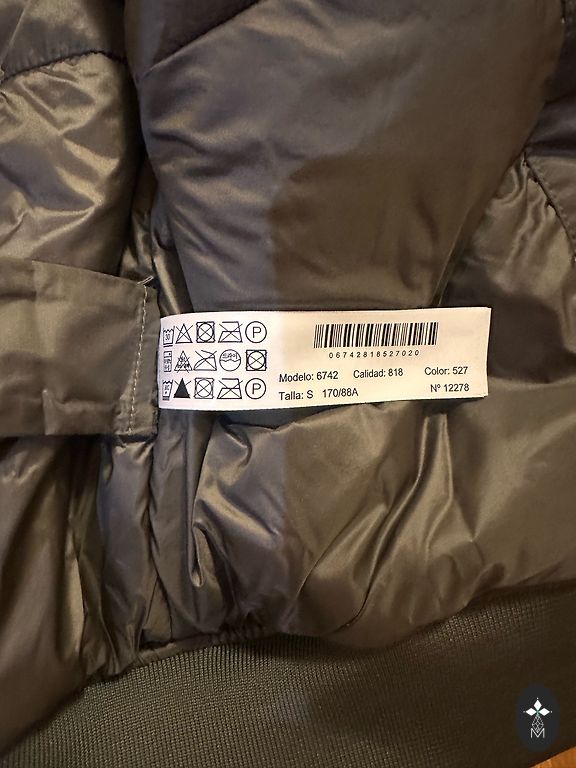 06742818527020
Modelo: 6742 Calidad: 818 Color: 527
Talla: S 170/88A Nº 12278
P
P
M